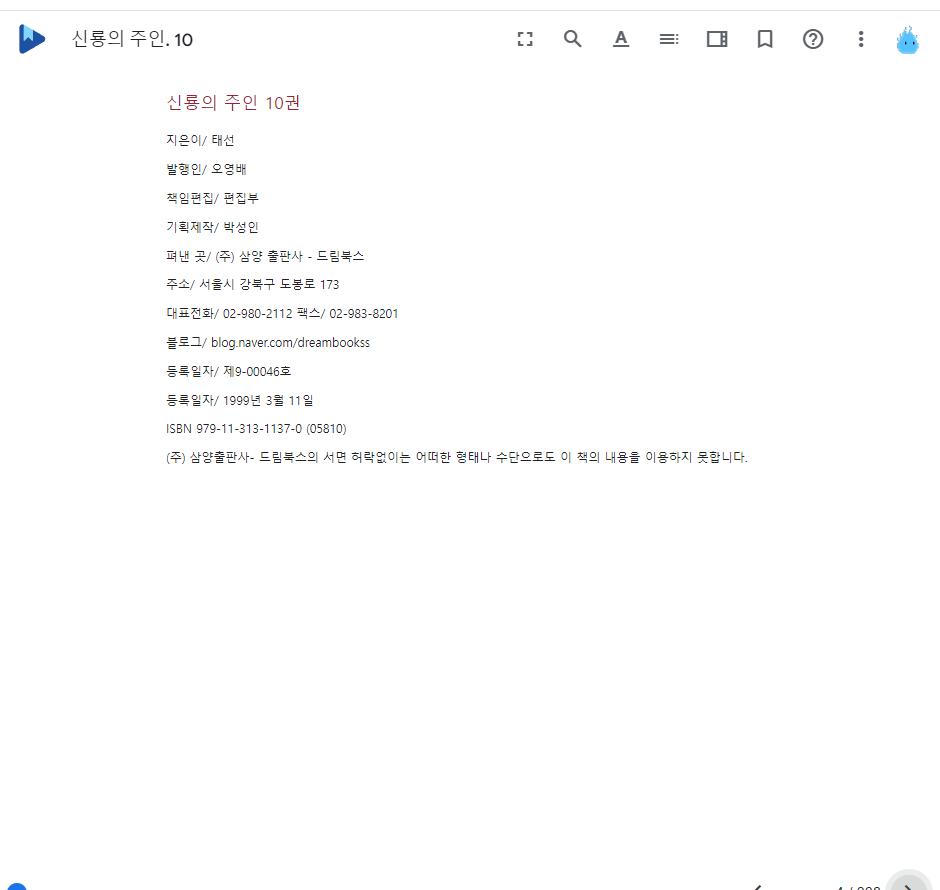 신룡의 주인. 10
신룡의 주인 10권
지은이/ 태선
발행인/ 오영배
책임편집/ 편집부
기획제작/ 박성인
펴낸 곳/ (주) 삼양 출판사 - 드림북스
주소/ 서울시 강북구 도봉로 173
대표전화/ 02-980-2112 팩스/ 02-983-8201
블로그/ blog.naver.com/dreambookss
등록일자/ 제9-00046호
등록일자/ 1999년 3월 11일
ISBN 979-11-313-1137-0 (05810)
(주) 삼양출판사- 드림북스의 서면 허락없이는 어떠한 형태나 수단으로도 이 책의 내용을 이용하지 못합니다.